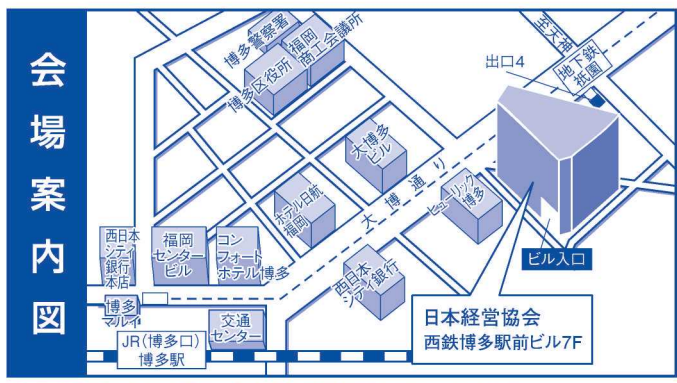 会場案内図
博多警察署
福岡
商工会議所
博多区役所
至天神
地下鉄
祇園
出口4
大博多
ビル
大博通り
ヒューリック
博多
ホテル日航
福岡
西日本
シティ
銀行
本店
福岡
センター
ビル
コン
フォート
ホテル博多
西日本
シティ銀行
ビル入口
博多
マルイ
交通
センター
JR(博多口)
博多駅
日本経営協会
西鉄博多駅前ビル7F